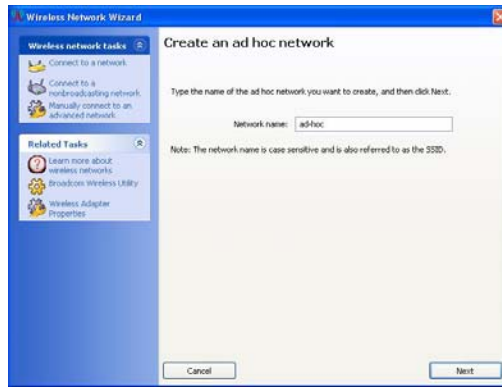 Wireless Network Wizard
Wireless network tasks
Connect to a network
Connect to a
nonbroadcasting network
Manually connect to an
advanced network
Related Tasks
Learn more about
wireless networks
Broadcom Wireless Utility
Wireless Adapter
Properties
Create an ad hoc network
Type the name of the ad hoc network you want to create, and then click Next.
Network name: ad-hoc
Note: The network name is case sensitive and is also referred to as the SSID.
Cancel
Next